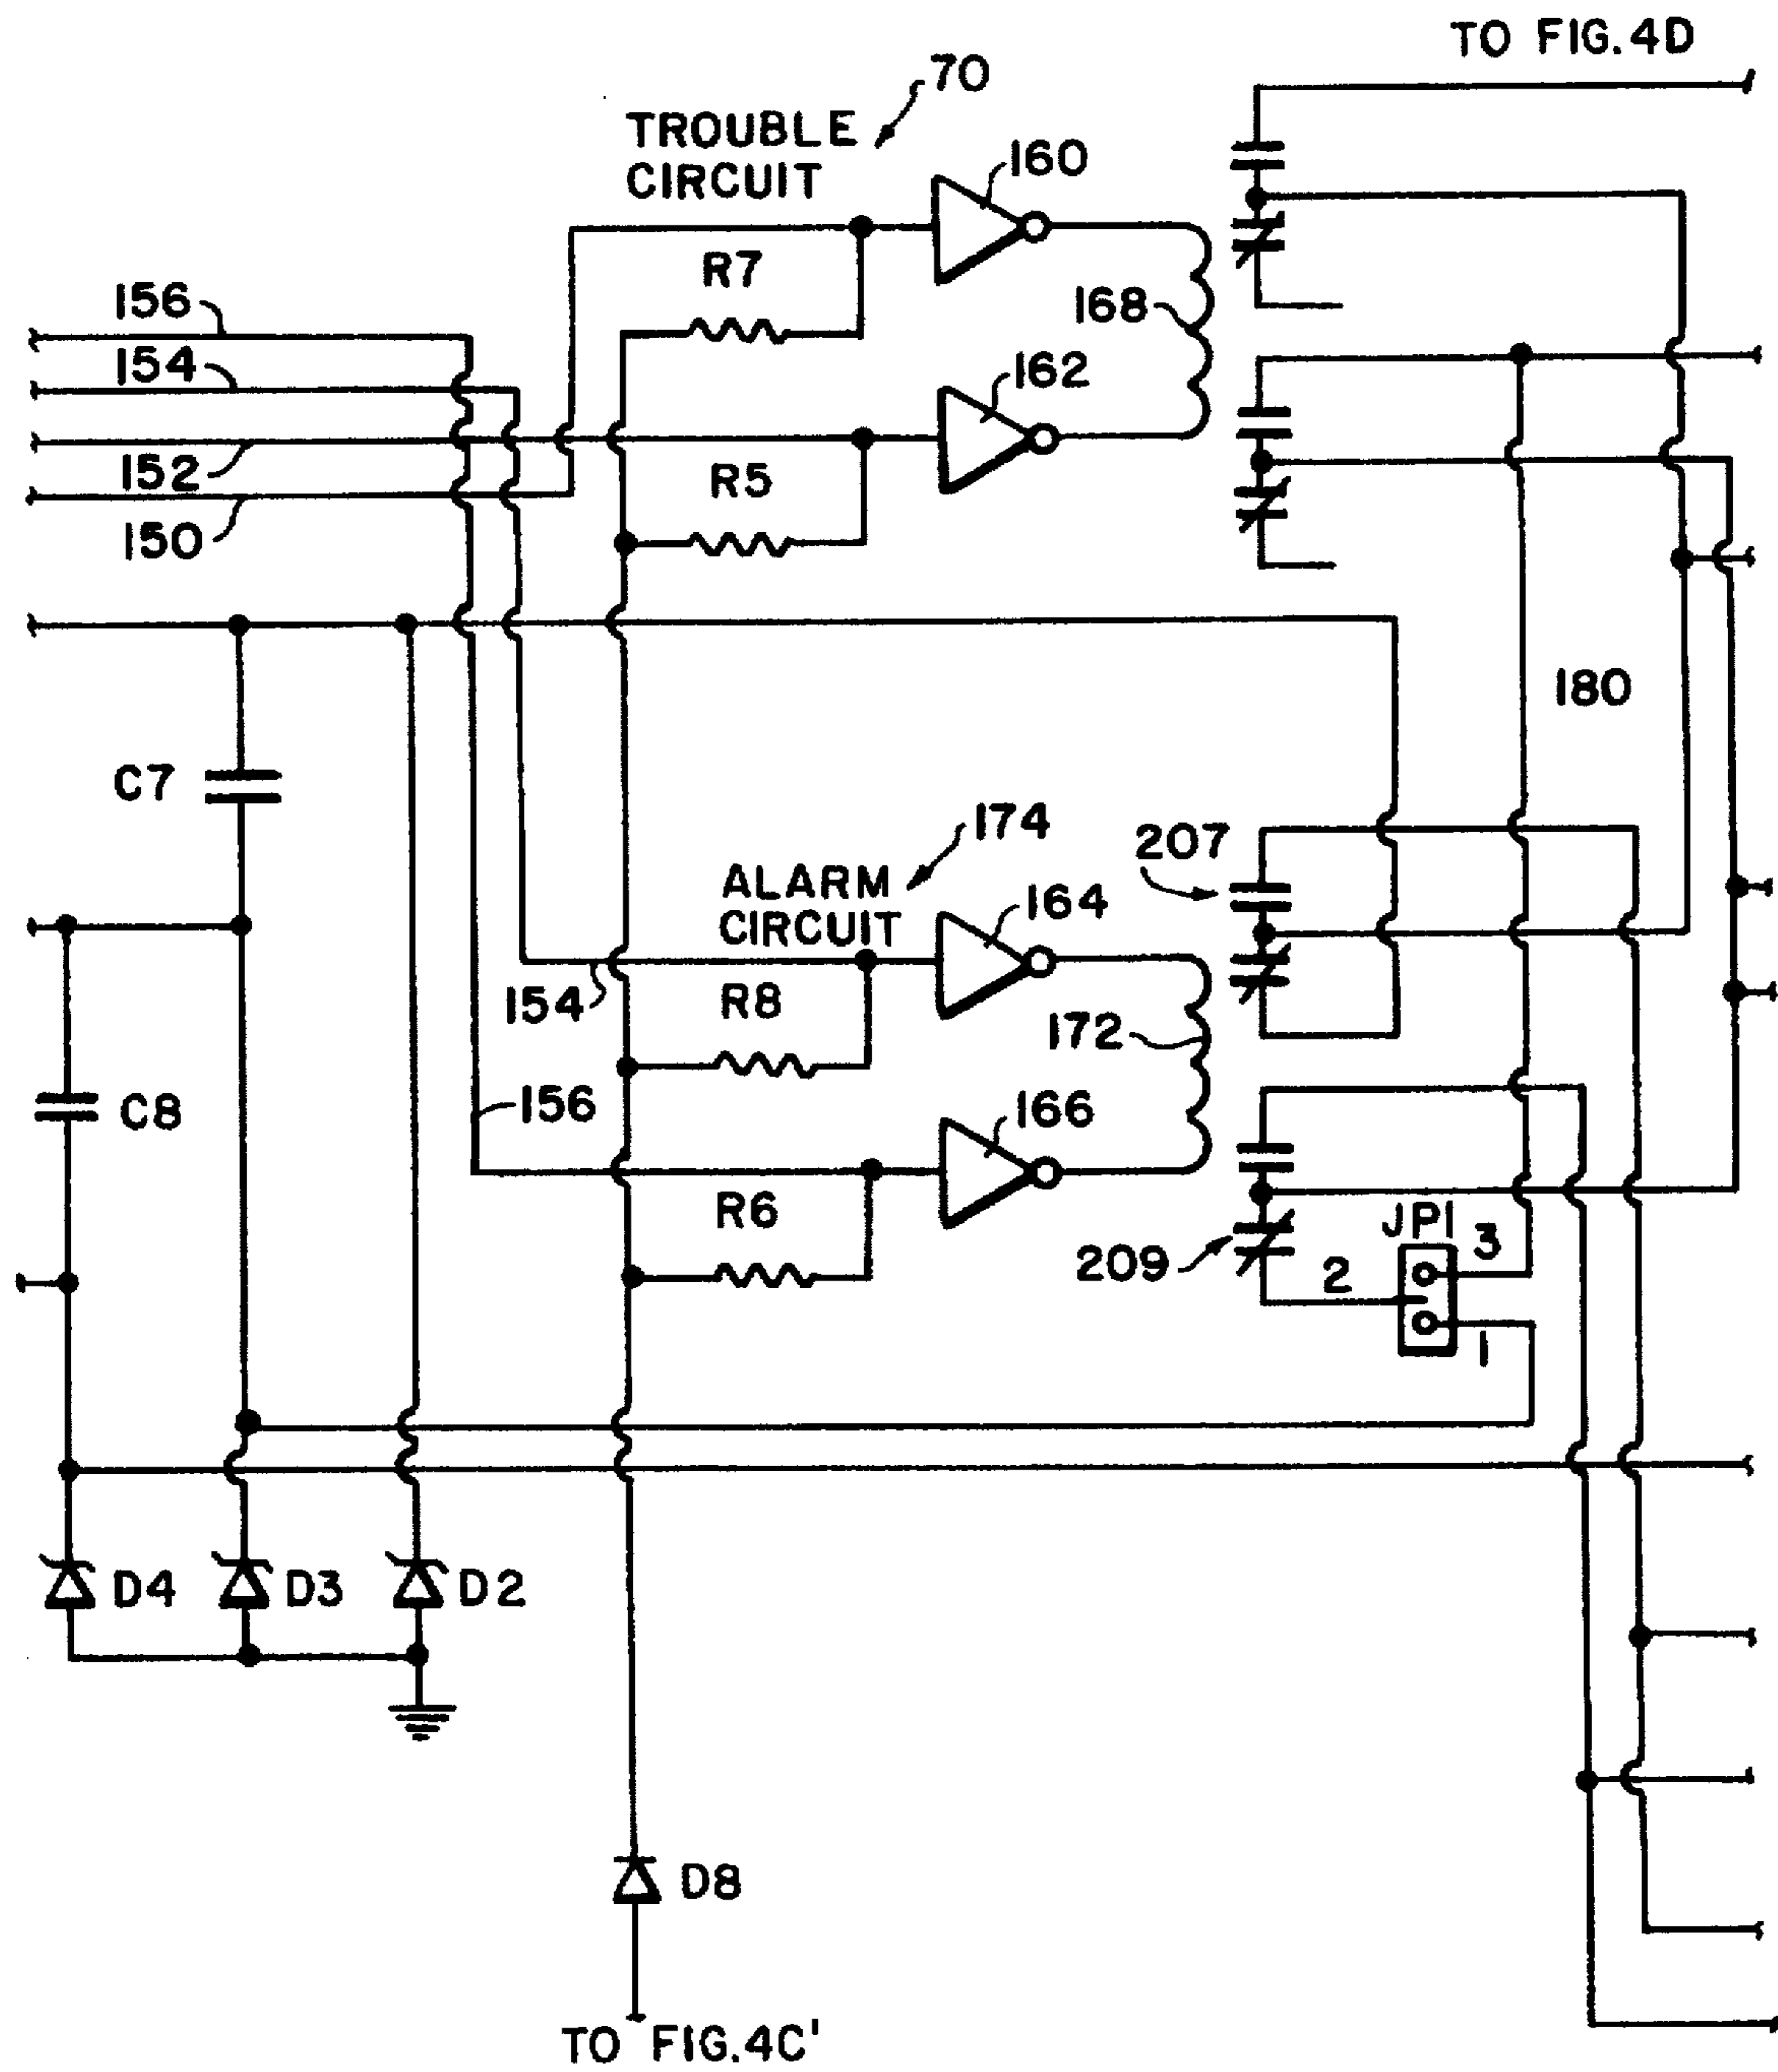 TO FIG.4D
70
TROUBLE
CIRCUIT
160
R7
156
168
154
162
152
R5
150
180
C7
174
207
ALARM
CIRCUIT
164
154
R8
172
C8
156
166
R6
JP1
3
209
2
1
D4
D3
D2
D8
TO FIG.4C'